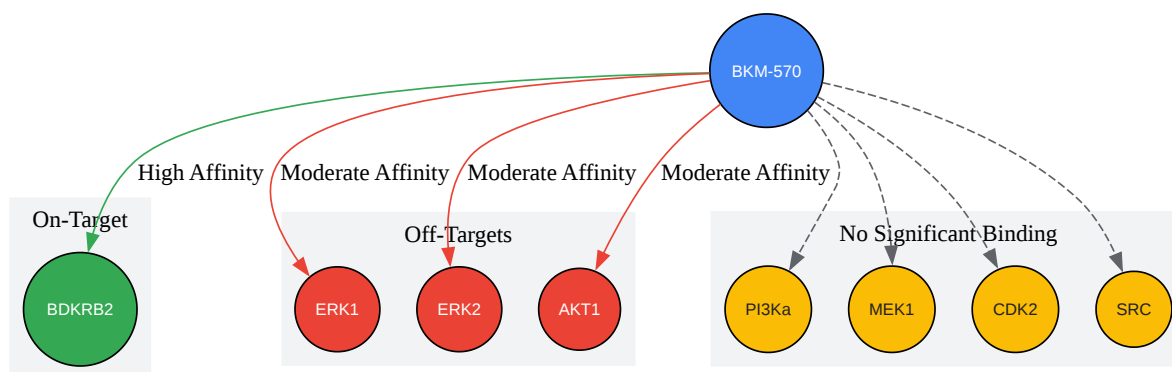 BKM-570
High Affinity
Moderate Affinity
Moderate Affinity
Moderate Affinity
On-Target
Off-Targets
No Significant Binding
BDKRB2
ERK1
ERK2
AKT1
PI3Ka
MEK1
CDK2
SRC